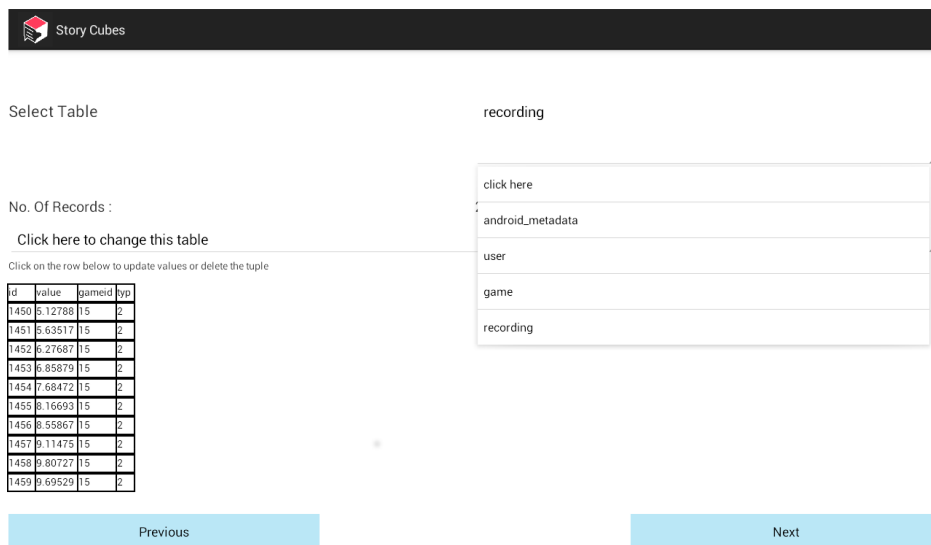 Story Cubes
Select Table
recording
click here
No. Of Records :
android_metadata
Click here to change this table
user
Click on the row below to update values or delete the tuple
game
recording
id value gameid typ
1450 5.12788 15 2
1451 5.63517 15 2
1452 6.27687 15 2
1453 6.85879 15 2
1454 7.68472 15 2
1455 8.16693 15 2
1456 8.55867 15 2
1457 9.11475 15 2
1458 9.80727 15 2
1459 9.69529 15 2
Previous
Next